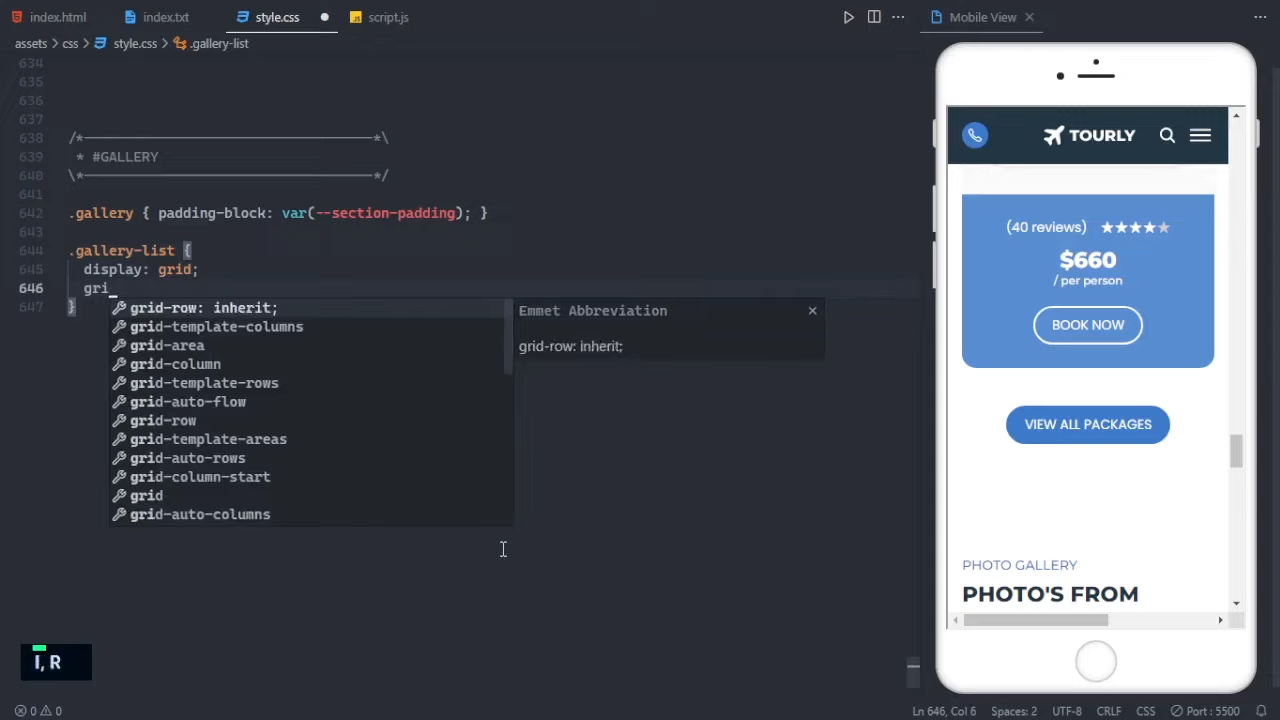 index.html index.txt style.css script.js Mobile View
assets > css > style.css > .gallery-list
634
635
636
637
638 /*-----------------------------------*\
639 * #GALLERY
640 \*-----------------------------------*/
641
642 .gallery { padding-block: var(--section-padding); }
643
644 .gallery-list {
645 display: grid;
646 gri
647 }
grid-row: inherit;
grid-template-columns
grid-area
grid-column
grid-template-rows
grid-auto-flow
grid-row
grid-template-areas
grid-auto-rows
grid-column-start
grid
grid-auto-columns
Emmet Abbreviation
grid-row: inherit;
I, R
TOURLY
(40 reviews)
$660
/ per person
BOOK NOW
VIEW ALL PACKAGES
PHOTO GALLERY
PHOTO'S FROM
0 0 Ln 646, Col 6 Spaces: 2 UTF-8 CRLF CSS Port : 5500